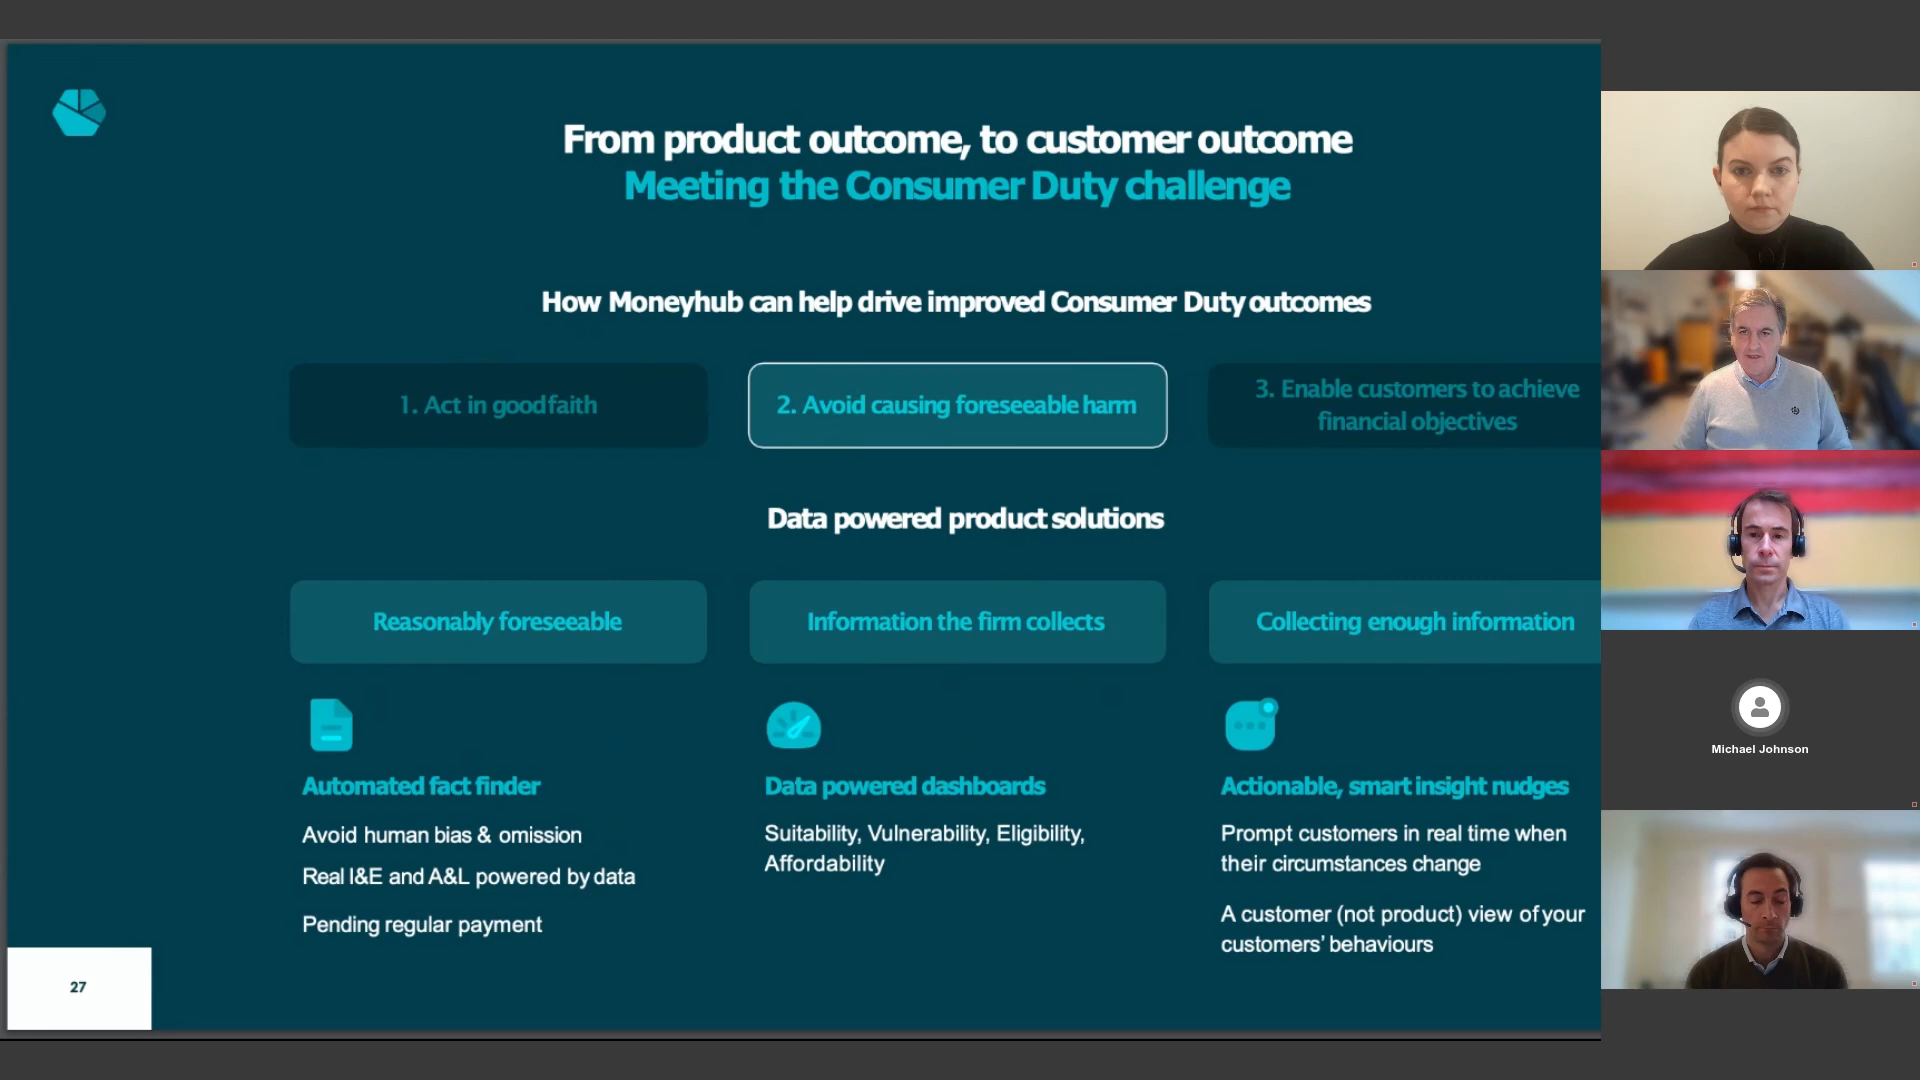 From product outcome, to customer outcome
Meeting the Consumer Duty challenge
How Moneyhub can help drive improved Consumer Duty outcomes
1. Act in good faith
2. Avoid causing foreseeable harm
3. Enable customers to achieve
financial objectives
Data powered product solutions
Reasonably foreseeable
Information the firm collects
Collecting enough information
Automated fact finder
Avoid human bias & omission
Real I&E and A&L powered by data
Pending regular payment
Data powered dashboards
Suitability, Vulnerability, Eligibility,
Affordability
Actionable, smart insight nudges
Prompt customers in real time when
their circumstances change
A customer (not product) view of your
customers’ behaviours
27
Michael Johnson